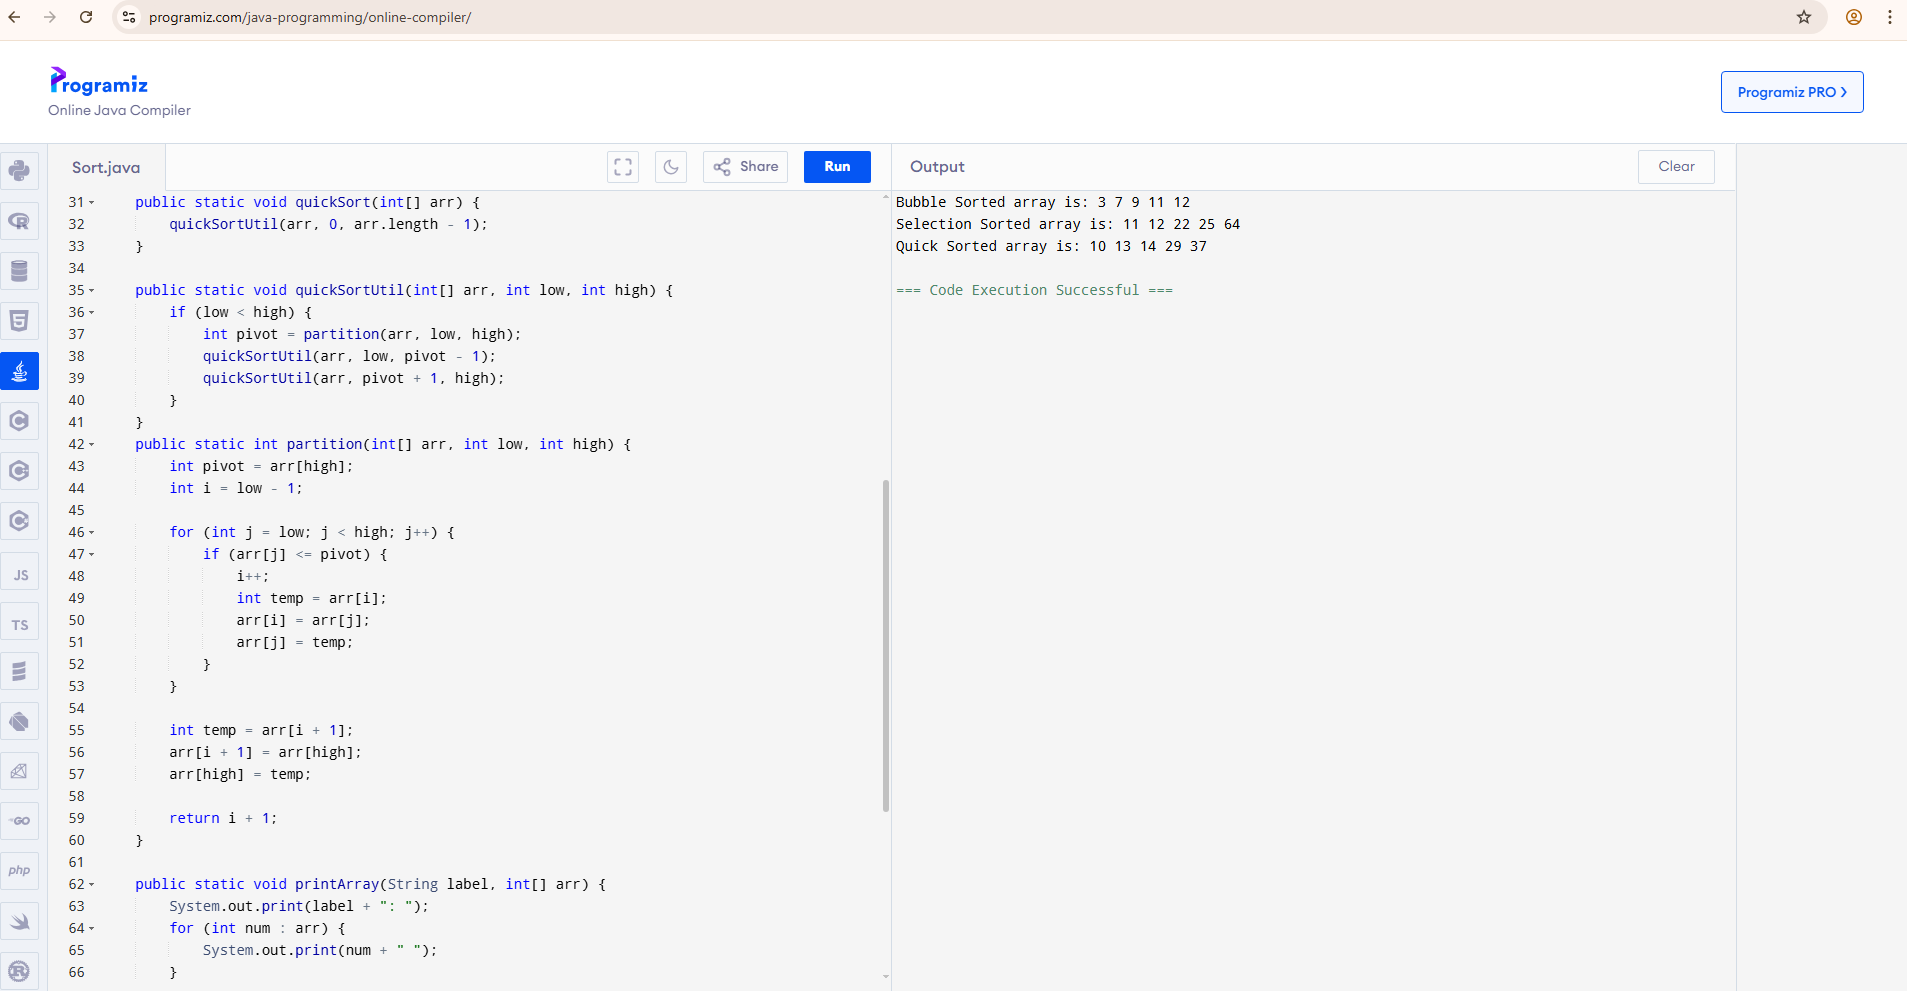 programiz.com/java-programming/online-compiler/
Programiz
Online Java Compiler
Programiz PRO >
Sort.java
Share
Run
Output
Clear
31 public static void quickSort(int[] arr) {
32 quickSortUtil(arr, 0, arr.length - 1);
33 }
34
35 public static void quickSortUtil(int[] arr, int low, int high) {
36 if (low < high) {
37 int pivot = partition(arr, low, high);
38 quickSortUtil(arr, low, pivot - 1);
39 quickSortUtil(arr, pivot + 1, high);
40 }
41 }
42 public static int partition(int[] arr, int low, int high) {
43 int pivot = arr[high];
44 int i = low - 1;
45
46 for (int j = low; j < high; j++) {
47 if (arr[j] <= pivot) {
48 i++;
49 int temp = arr[i];
50 arr[i] = arr[j];
51 arr[j] = temp;
52 }
53 }
54
55 int temp = arr[i + 1];
56 arr[i + 1] = arr[high];
57 arr[high] = temp;
58
59 return i + 1;
60 }
61
62 public static void printArray(String label, int[] arr) {
63 System.out.print(label + ": ");
64 for (int num : arr) {
65 System.out.print(num + " ");
66 }
Bubble Sorted array is: 3 7 9 11 12
Selection Sorted array is: 11 12 22 25 64
Quick Sorted array is: 10 13 14 29 37
=== Code Execution Successful ===
R
5
C
C
C
JS
TS
GO
php
R